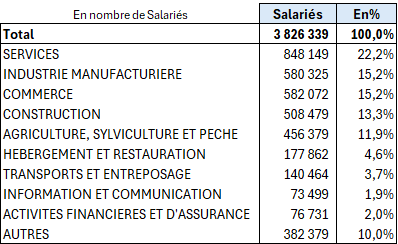 En nombre de Salariés Salariés En%
Total 3 826 339 100,0%
SERVICES 848 149 22,2%
INDUSTRIE MANUFACTURIERE 580 325 15,2%
COMMERCE 582 072 15,2%
CONSTRUCTION 508 479 13,3%
AGRICULTURE, SYLVICULTURE ET PECHE 456 379 11,9%
HEBERGEMENT ET RESTAURATION 177 862 4,6%
TRANSPORTS ET ENTREPOSAGE 140 464 3,7%
INFORMATION ET COMMUNICATION 73 499 1,9%
ACTIVITES FINANCIERES ET D'ASSURANCE 76 731 2,0%
AUTRES 382 379 10,0%